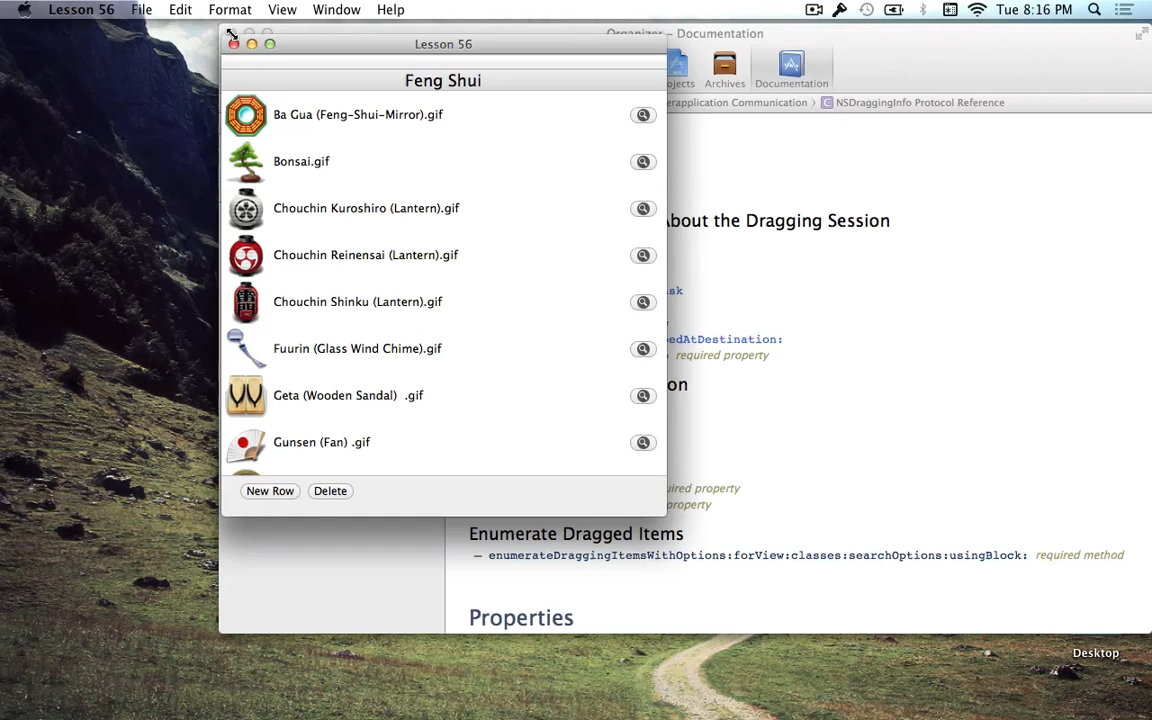 Lesson 56 File Edit Format View Window Help Tue 8:16 PM
Organizer – Documentation
Lesson 56
Archives Documentation
Feng Shui
NSDraggingInfo Protocol Reference
Ba Gua (Feng-Shui-Mirror).gif
Bonsai.gif
Chouchin Kuroshiro (Lantern).gif
About the Dragging Session
Chouchin Reinensai (Lantern).gif
Chouchin Shinku (Lantern).gif
edAtDestination:
Fuurin (Glass Wind Chime).gif
required property
Geta (Wooden Sandal) .gif
Gunsen (Fan) .gif
New Row Delete
property
property
Enumerate Dragged Items
– enumerateDraggingItemsWithOptions:forView:classes:searchOptions:usingBlock: required method
Properties
Desktop